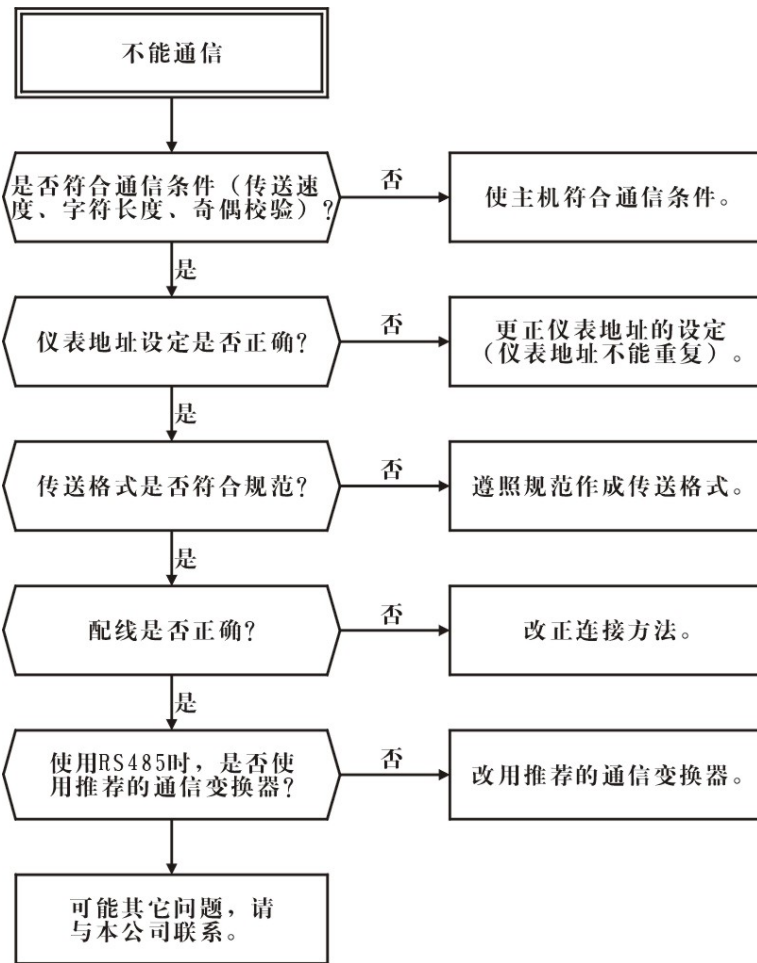 不能通信
是否符合通信条件（传送速
度、字符长度、奇偶校验）？
否
使主机符合通信条件。
是
仪表地址设定是否正确？
否
更正仪表地址的设定
（仪表地址不能重复）。
是
传送格式是否符合规范？
否
遵照规范作成传送格式。
是
配线是否正确？
否
改正连接方法。
是
使用RS485时，是否使
用推荐的通信变换器？
否
改用推荐的通信变换器。
可能其它问题，请
与本公司联系。